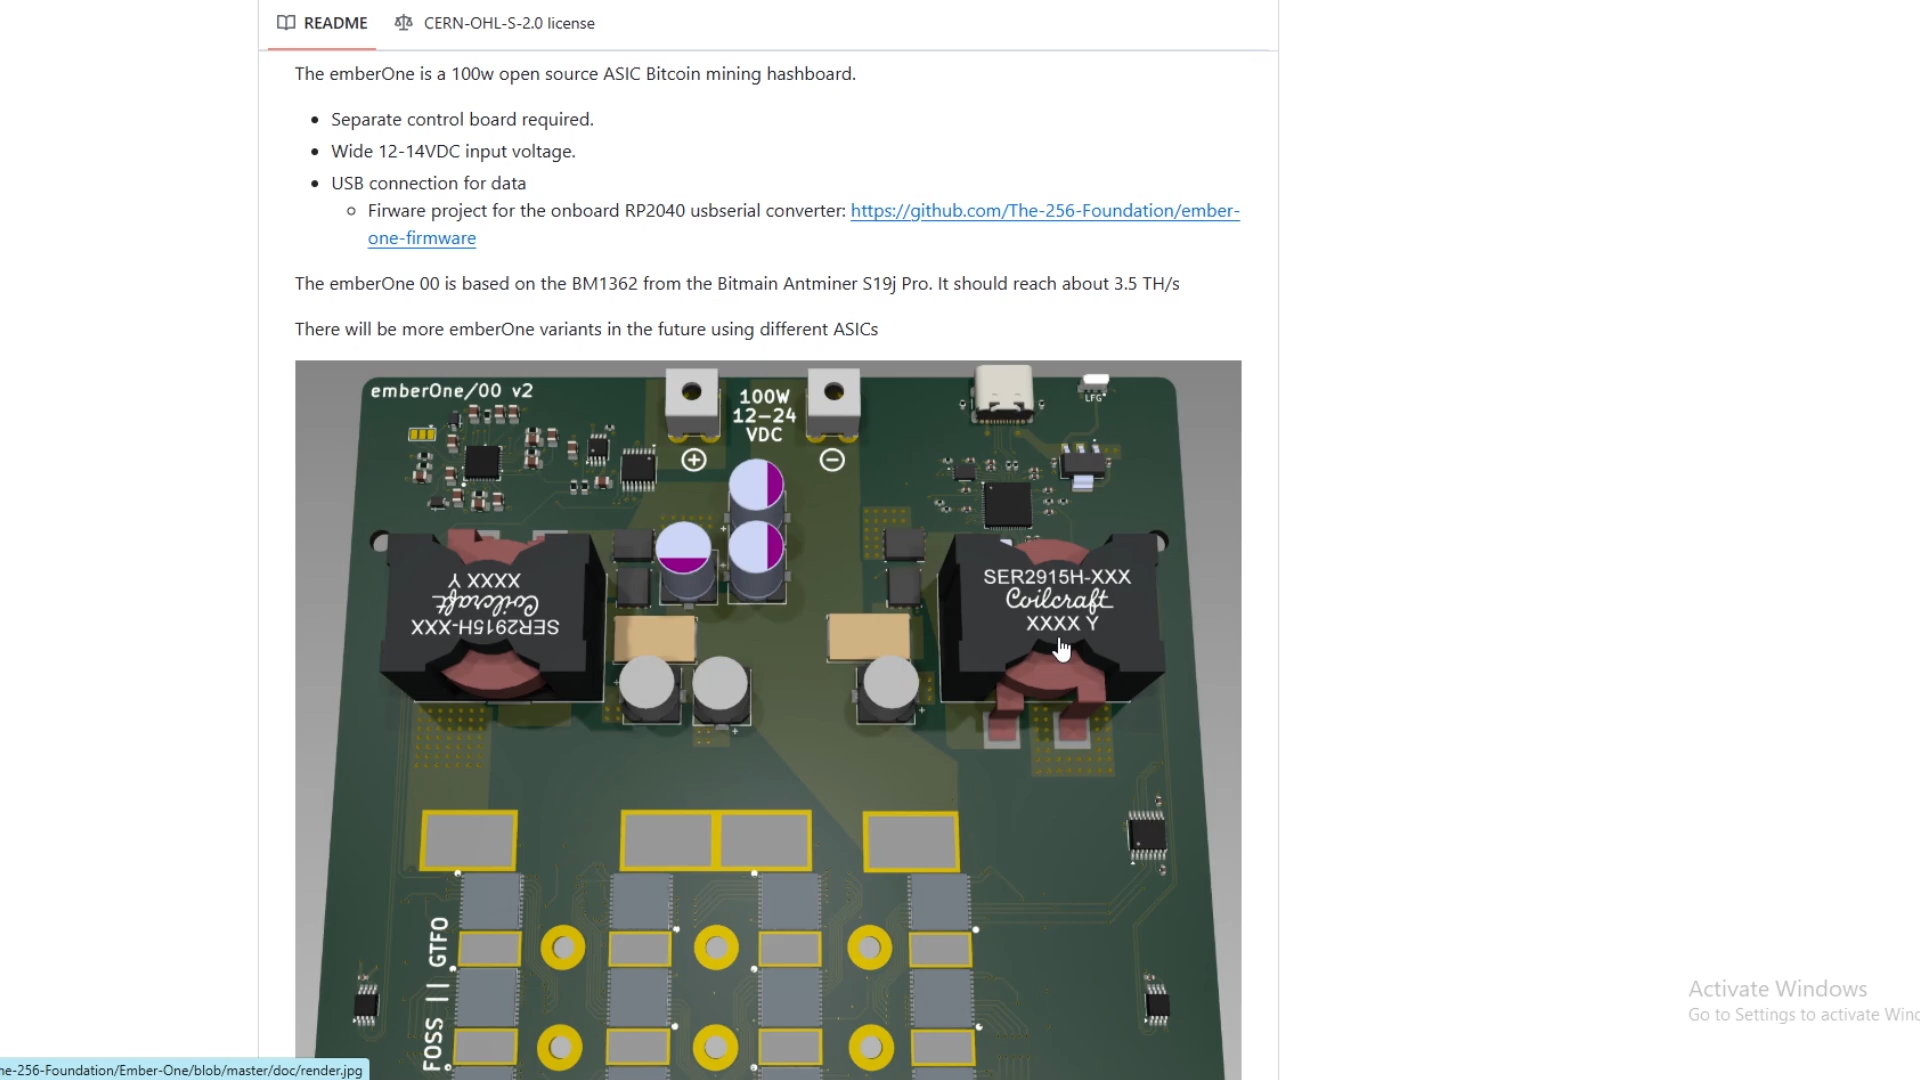 README
CERN-OHL-S-2.0 license
The emberOne is a 100w open source ASIC Bitcoin mining hashboard.
Separate control board required.
Wide 12-14VDC input voltage.
USB connection for data
Firware project for the onboard RP2040 usbserial converter: https://github.com/The-256-Foundation/ember-
one-firmware
The emberOne 00 is based on the BM1362 from the Bitmain Antminer S19j Pro. It should reach about 3.5 TH/s
There will be more emberOne variants in the future using different ASICs
emberOne/00 v2
100W
12-24
VDC
LFG
SER2915H-XXX
Coilcraft
XXXX Y
SER2915H-XXX
Coilcraft
XXXX Y
FOSS || GTFO
Activate Windows
Go to Settings to activate Winc
ne-256-Foundation/Ember-One/blob/master/doc/render.jpg